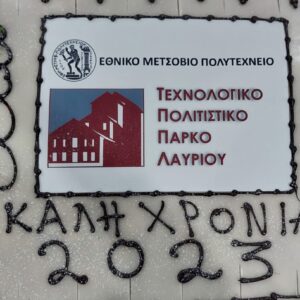 ΕΘΝΙΚΟ ΜΕΤΣΟΒΙΟ ΠΟΛΥΤΕΧΝΕΙΟ
ΤΕΧΝΟΛΟΓΙΚΟ
ΠΟΛΙΤΙΣΤΙΚΟ
ΠΑΡΚΟ
ΛΑΥΡΙΟΥ
ΚΑΛΗ ΧΡΟΝΙΑ
2023